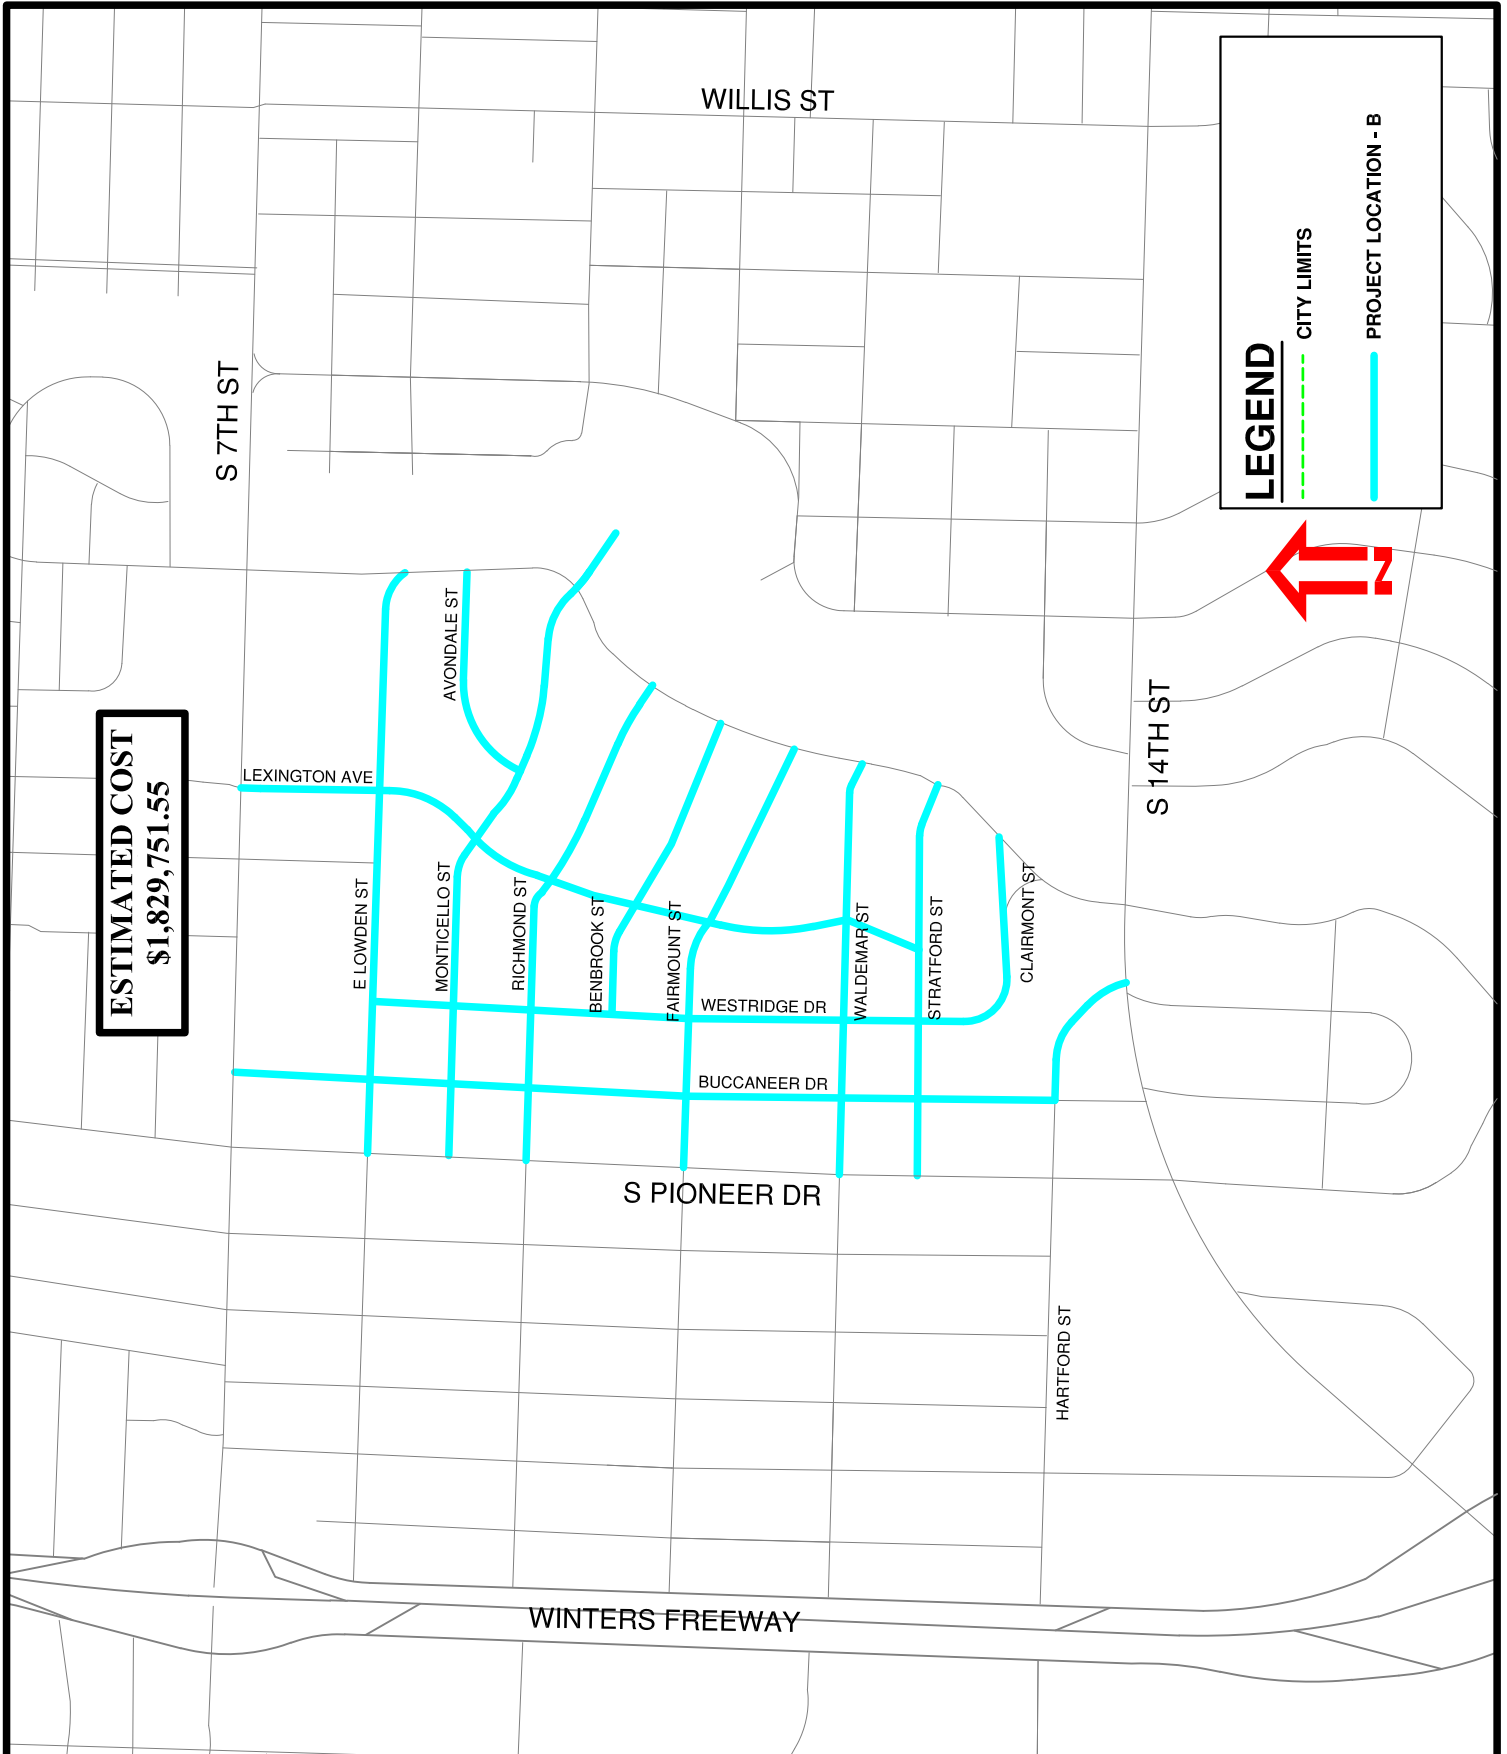 WILLIS ST
LEGEND
CITY LIMITS
PROJECT LOCATION - B
S 7TH ST
AVONDALE ST
S 14TH ST
ESTIMATED COST
$1,829,751.55
LEXINGTON AVE
E LOWDEN ST
MONTICELLO ST
RICHMOND ST
BENBROOK ST
FAIRMOUNT ST
WALDEMAR ST
STRATFORD ST
CLAIRMONT ST
WESTRIDGE DR
BUCCANEER DR
S PIONEER DR
HARTFORD ST
WINTERS FREEWAY